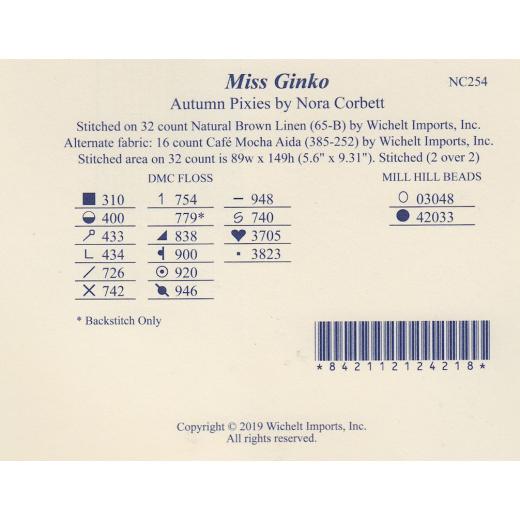 Miss Ginko NC254
Autumn Pixies by Nora Corbett
Stitched on 32 count Natural Brown Linen (65-B) by Wichelt Imports, Inc.
Alternate fabric: 16 count Café Mocha Aida (385-252) by Wichelt Imports, Inc.
Stitched area on 32 count is 89w x 149h (5.6" x 9.31"). Stitched (2 over 2)
DMC FLOSS MILL HILL BEADS
310 1 754 948 03048
400 779* 740 42033
433 838 3705
434 900 3823
726 920
742 946
* Backstitch Only
*842112124218*
Copyright © 2019 Wichelt Imports, Inc.
All rights reserved.